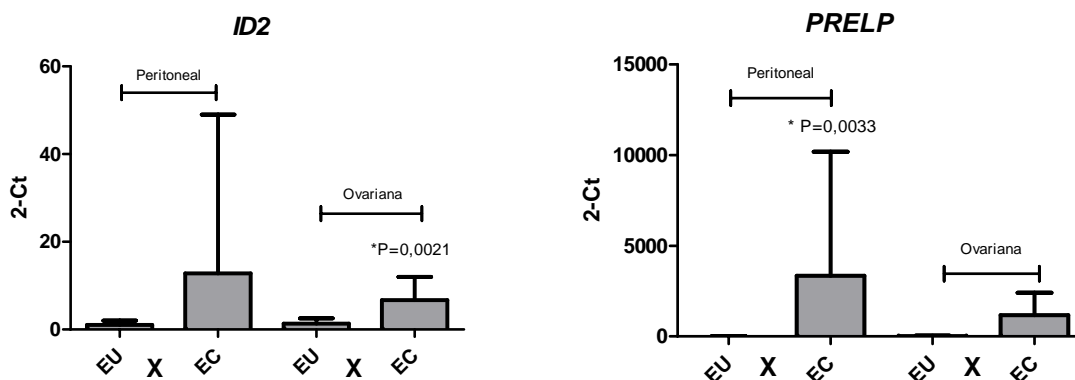 ID2
60
40
20
0
2-Ct
Peritoneal
Ovariana
*P=0,0021
EU X EC EU X EC
PRELP
15000
10000
5000
0
2-Ct
Peritoneal
* P=0,0033
Ovariana
EU X EC EU X EC